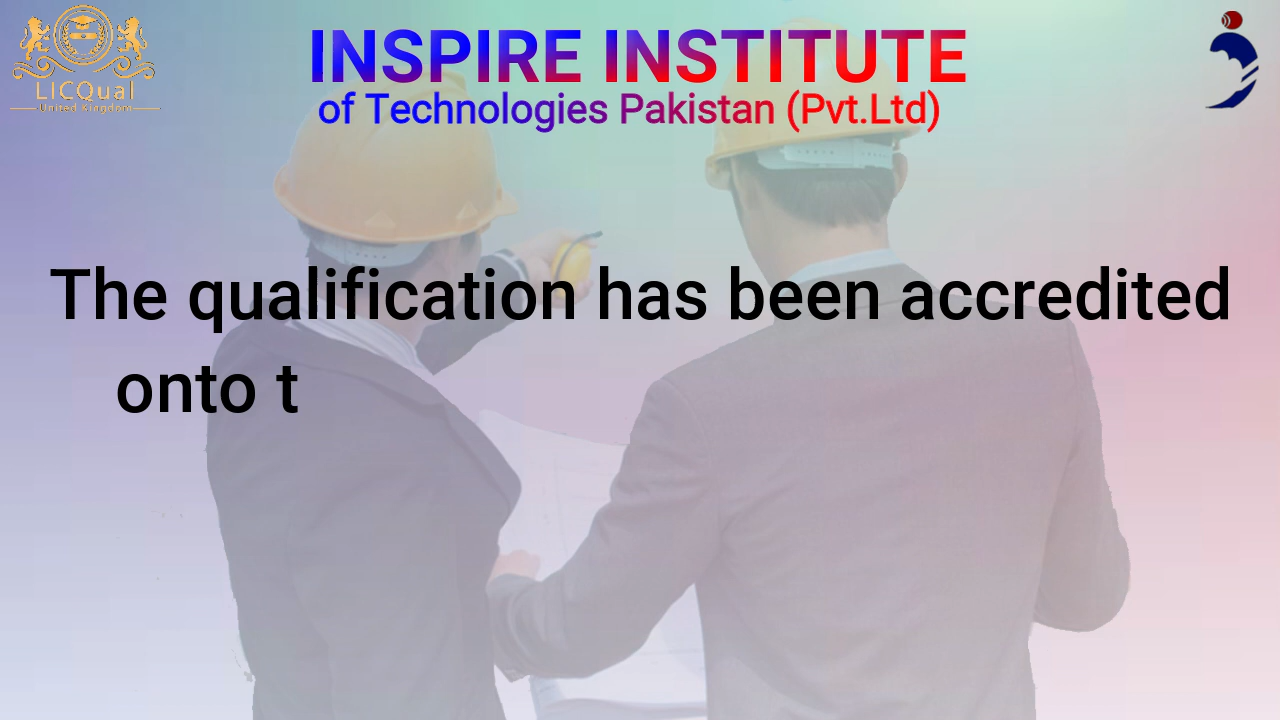 LICQual
United Kingdom
INSPIRE INSTITUTE
of Technologies Pakistan (Pvt.Ltd)
The qualification has been accredited
onto t